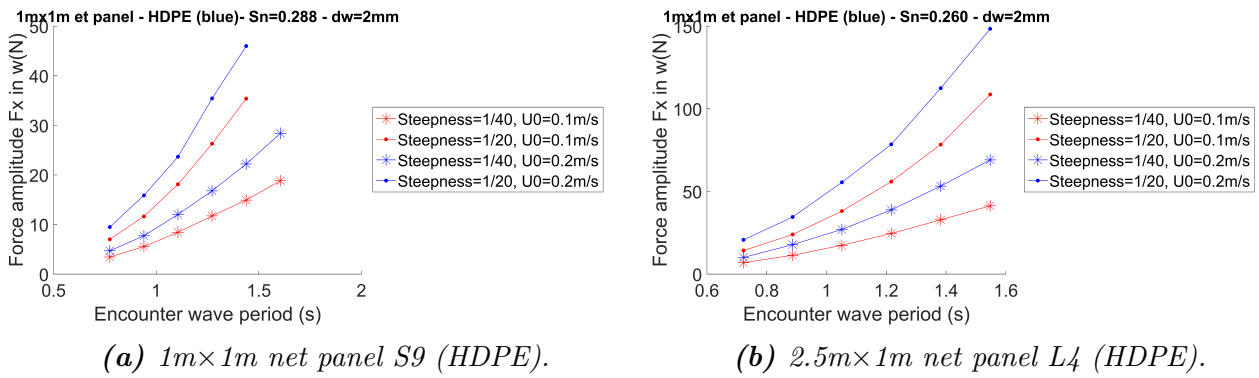 1mx1m et panel - HDPE (blue)- Sn=0.288 - dw=2mm
Force amplitude Fx in w(N)
50
40
30
20
10
0
0.5
1
1.5
2
Encounter wave period (s)
Steepness=1/40, U0=0.1m/s
Steepness=1/20, U0=0.1m/s
Steepness=1/40, U0=0.2m/s
Steepness=1/20, U0=0.2m/s
(a) 1m×1m net panel S9 (HDPE).
1mx1m et panel - HDPE (blue) - Sn=0.260 - dw=2mm
Force amplitude Fx in w(N)
150
100
50
0
0.6
0.8
1
1.2
1.4
1.6
Encounter wave period (s)
Steepness=1/40, U0=0.1m/s
Steepness=1/20, U0=0.1m/s
Steepness=1/40, U0=0.2m/s
Steepness=1/20, U0=0.2m/s
(b) 2.5m×1m net panel L4 (HDPE).